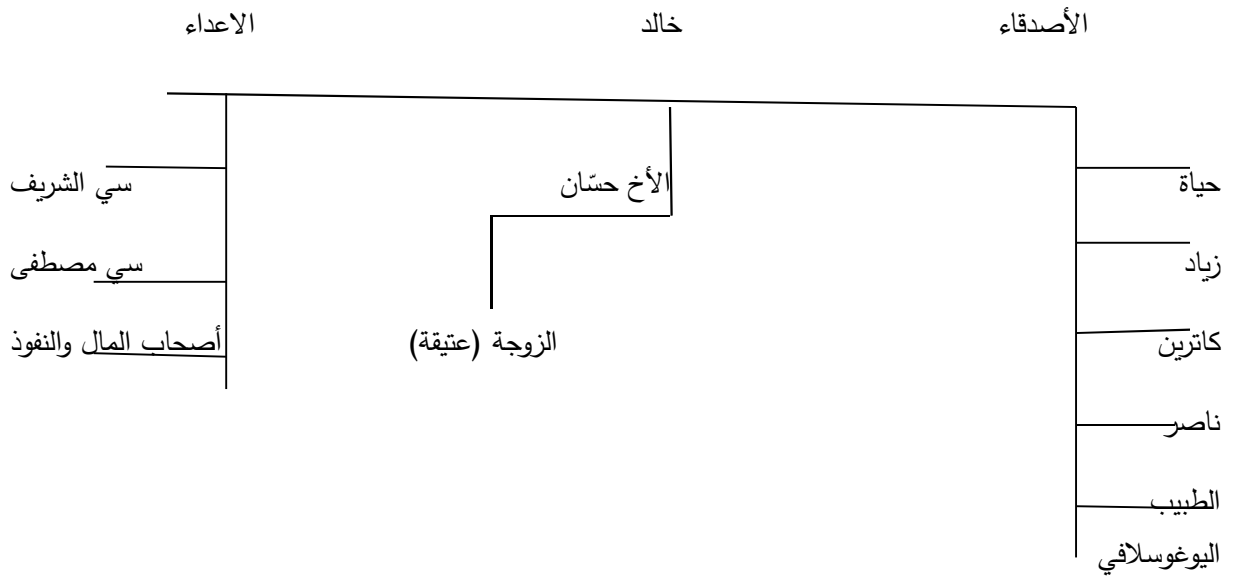 الأصدقاء خالد الاعداء
حياة الأخ حسّان سي الشريف
زياد سي مصطفى
كاترين الزوجة (عتيقة) أصحاب المال والنفوذ
ناصر
الطبيب
اليوغوسلافي